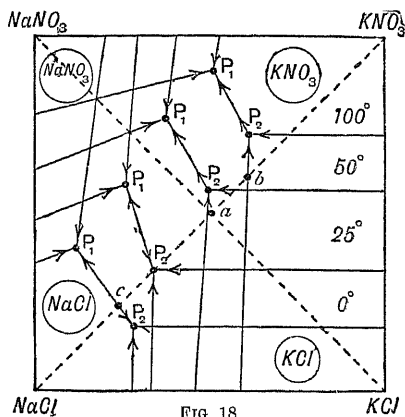 NaNO₃ KNO₃
NaNO₃ KNO₃
P₁
P₁ P₂ 100°
50°
P₁ P₂ b
a 25°
P₁ P₂
NaCl c 0°
P₂
KCl
NaCl KCl
FIG. 18